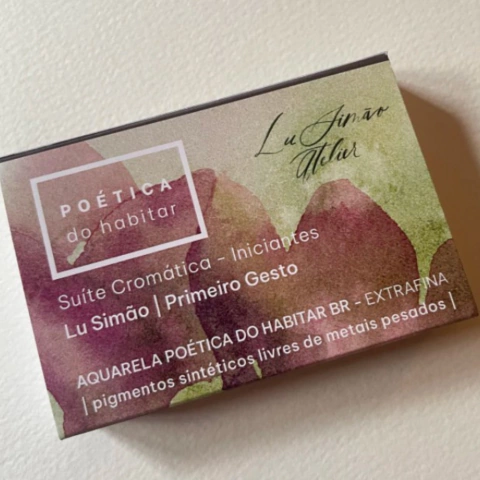 Lu Simão
Atelier
POÉTICA
do habitar
Suíte Cromática - Iniciantes
Lu Simão | Primeiro Gesto
AQUARELA POÉTICA DO HABITAR BR - EXTRAFINA
| pigmentos sintéticos livres de metais pesados |